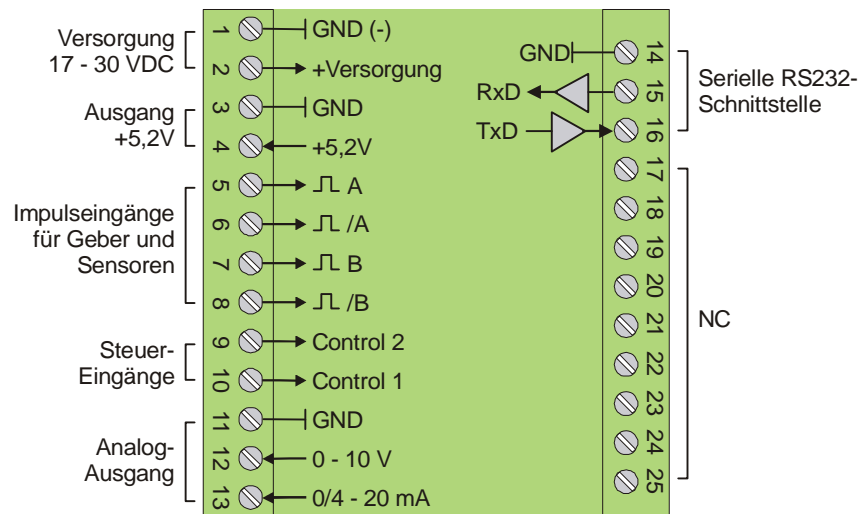 Versorgung
17 - 30 VDC
Ausgang
+5,2V
Impulseingänge
für Geber und
Sensoren
Steuer-
Eingänge
Analog-
Ausgang
1 GND (-)
2 +Versorgung
3 GND
4 +5,2V
5 A
6 /A
7 B
8 /B
9 Control 2
10 Control 1
11 GND
12 0 - 10 V
13 0/4 - 20 mA
GND 14
RxD 15
TxD 16
17
18
19
20
21
22
23
24
25
Serielle RS232-
Schnittstelle
NC